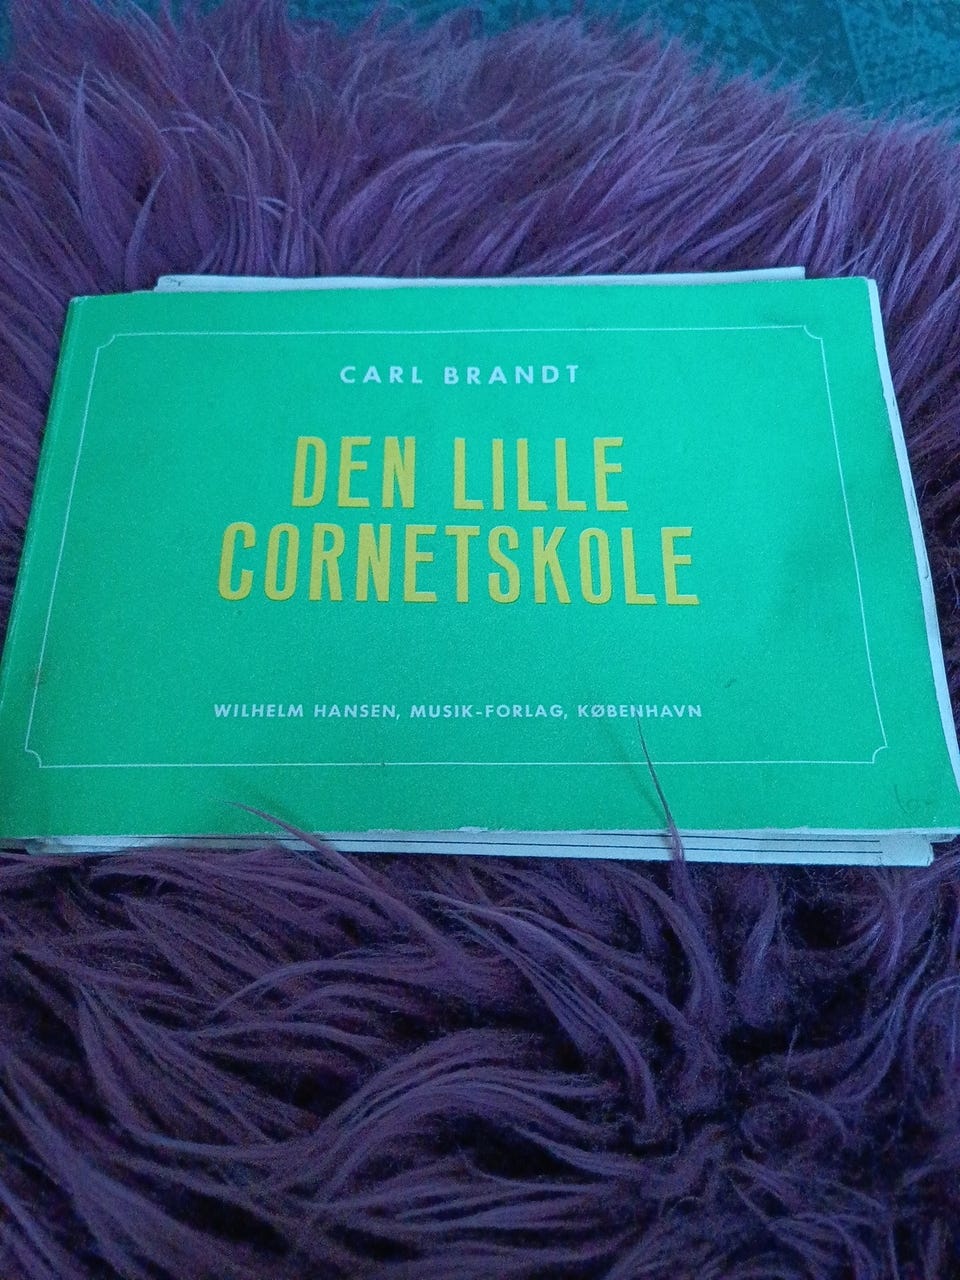 CARL BRANDT
DEN LILLE
CORNETSKOLE
WILHELM HANSEN, MUSIK-FORLAG, KØBENHAVN